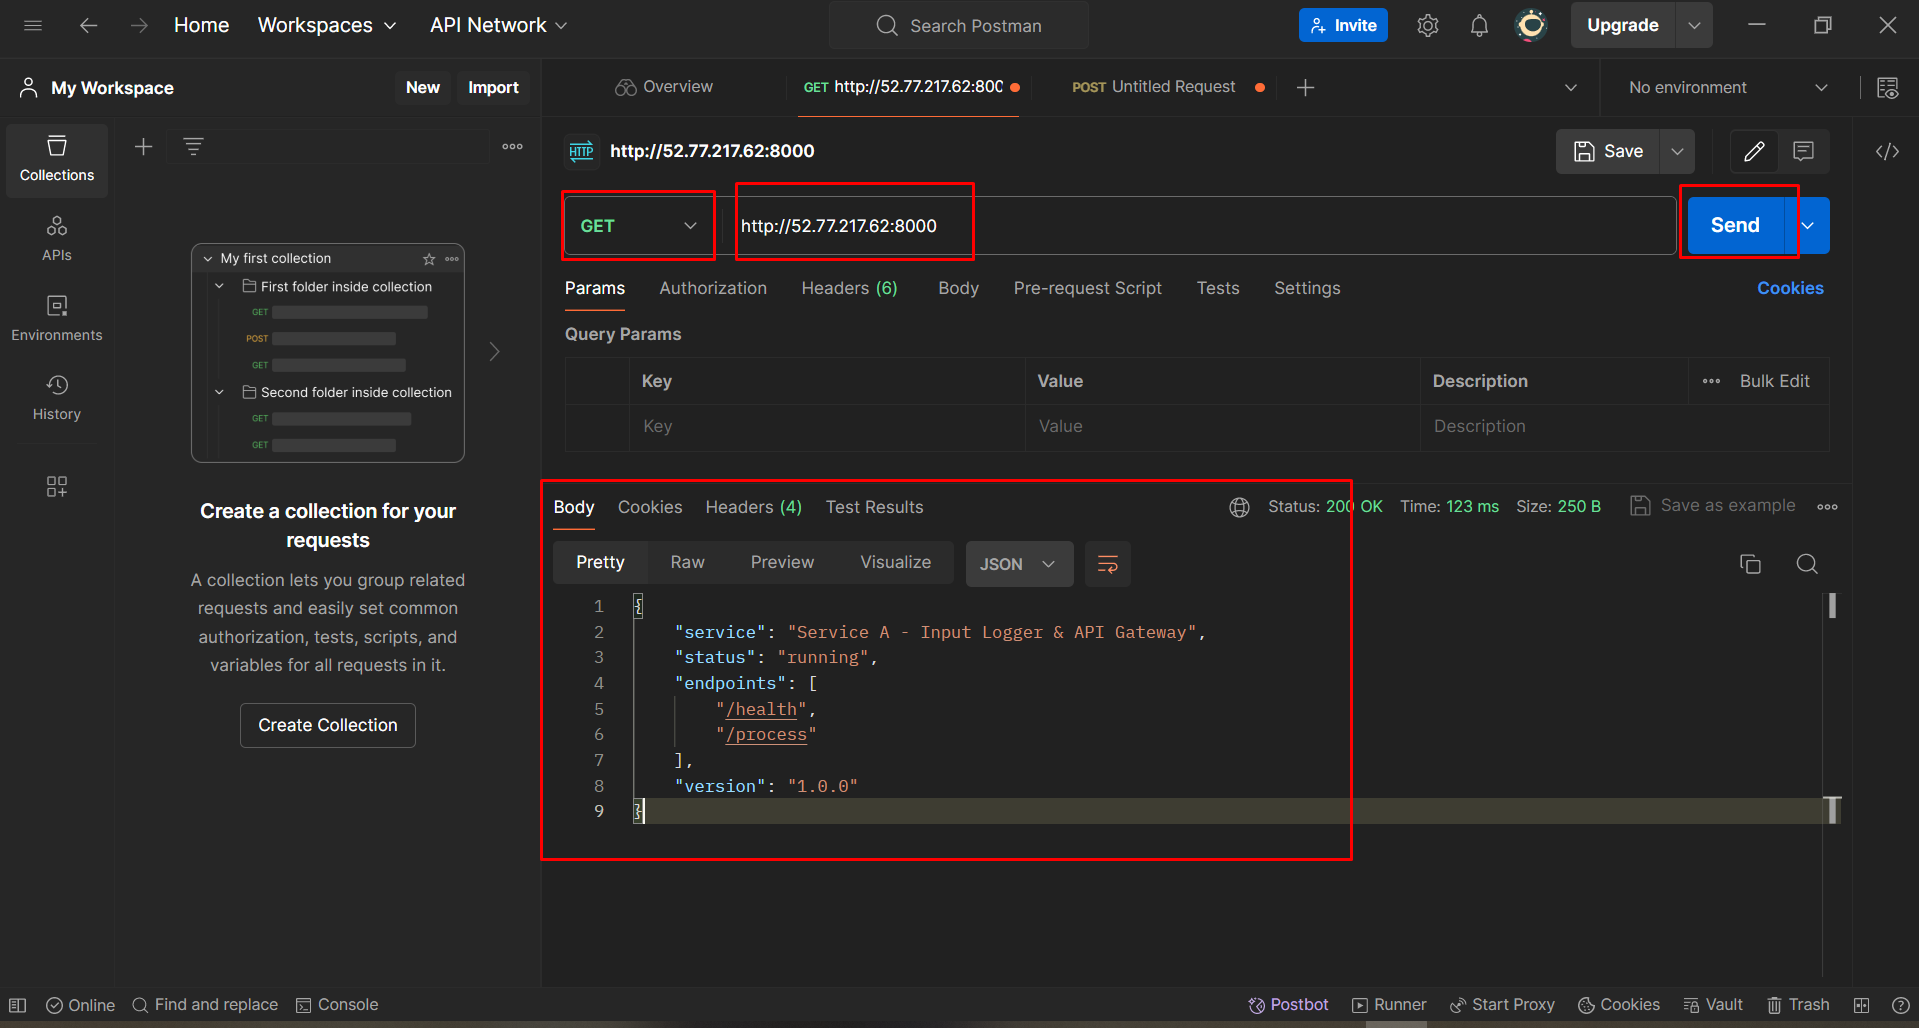 Home Workspaces API Network
Search Postman
Invite
Upgrade
My Workspace
New Import
Overview
GET http://52.77.217.62:800
POST Untitled Request
No environment
Collections
APIs
Environments
History
My first collection
First folder inside collection
GET
POST
GET
Second folder inside collection
GET
GET
Create a collection for your
requests
A collection lets you group related
requests and easily set common
authorization, tests, scripts, and
variables for all requests in it.
Create Collection
HTTP http://52.77.217.62:8000
Save
</>
GET http://52.77.217.62:8000 Send
Params Authorization Headers (6) Body Pre-request Script Tests Settings Cookies
Query Params
Key Value Description Bulk Edit
Key Value Description
Body Cookies Headers (4) Test Results Status: 200 OK Time: 123 ms Size: 250 B Save as example
Pretty Raw Preview Visualize JSON
1 {
2 "service": "Service A - Input Logger & API Gateway",
3 "status": "running",
4 "endpoints": [
5 "/health",
6 "/process"
7 ],
8 "version": "1.0.0"
9 }
Online Find and replace Console Postbot Runner Start Proxy Cookies Vault Trash